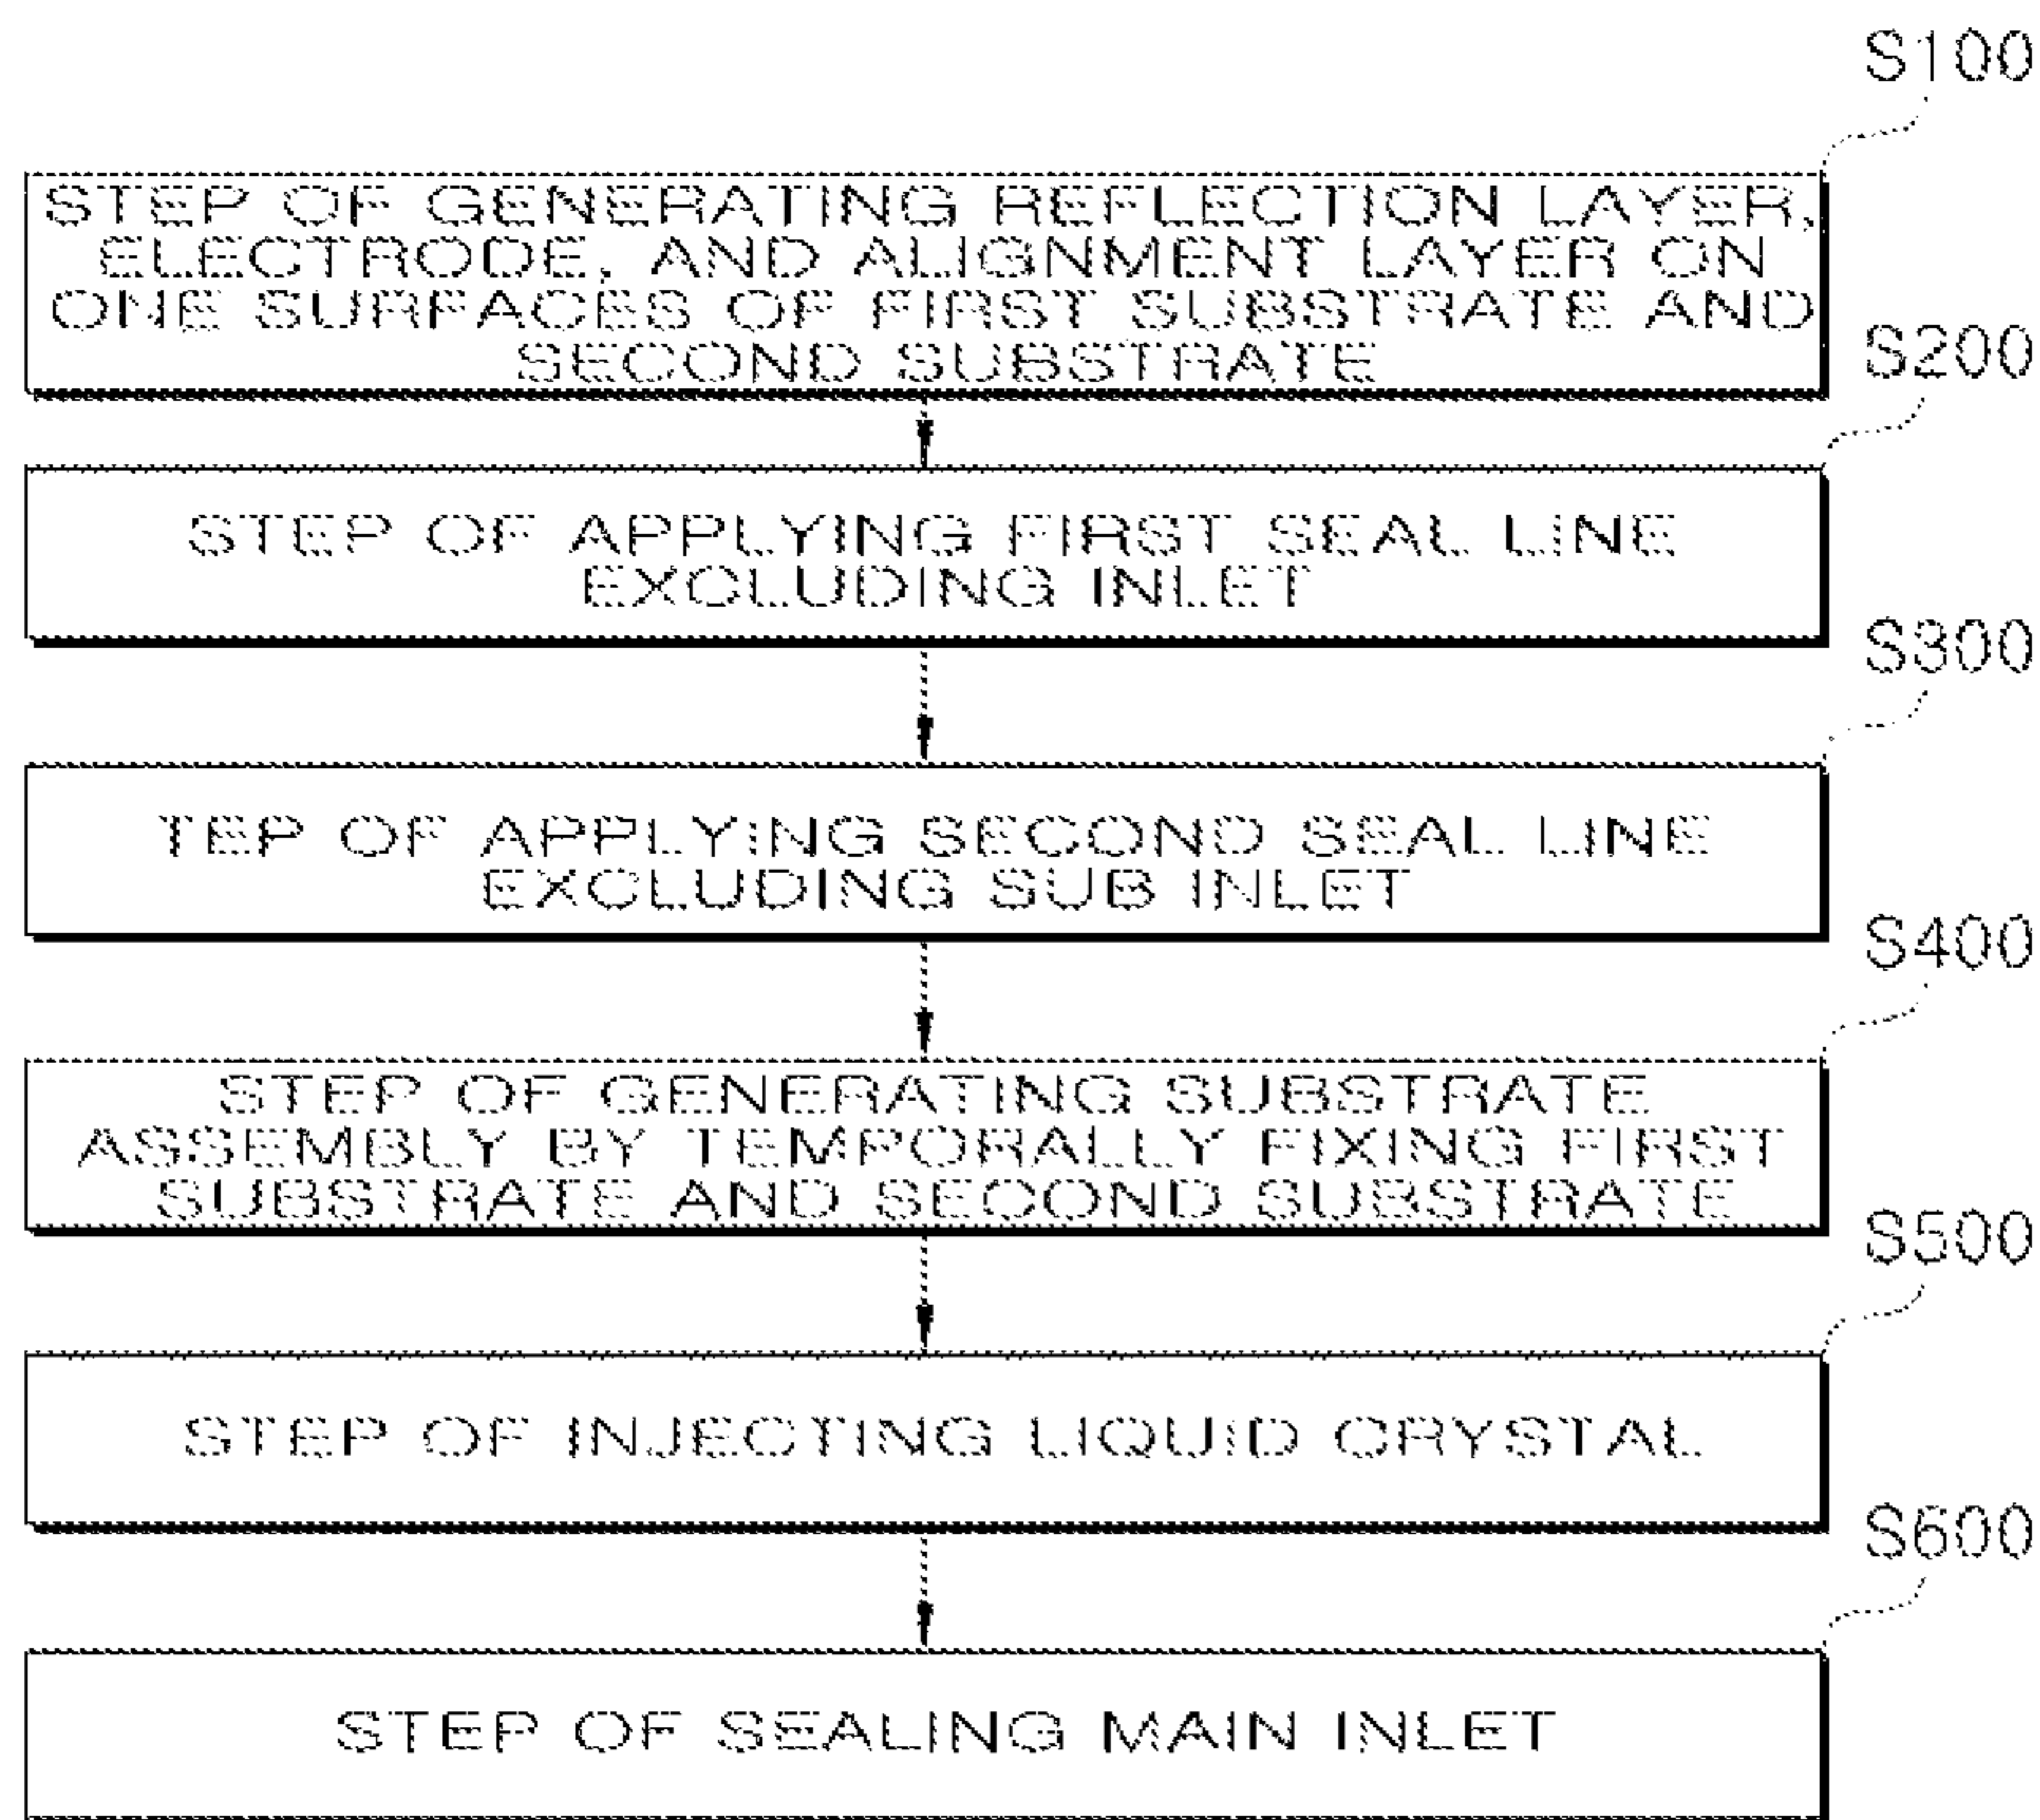 S100
STEP OF GENERATING REFLECTION LAYER,
ELECTRODE, AND ALIGNMENT LAYER ON
ONE SURFACES OF FIRST SUBSTRATE AND
SECOND SUBSTRATE
S200
STEP OF APPLYING FIRST SEAL LINE
EXCLUDING INLET
S300
TEP OF APPLYING SECOND SEAL LINE
EXCLUDING SUB INLET
S400
STEP OF GENERATING SUBSTRATE
ASSEMBLY BY TEMPORALLY FIXING FIRST
SUBSTRATE AND SECOND SUBSTRATE
S500
STEP OF INJECTING LIQUID CRYSTAL
S600
STEP OF SEALING MAIN INLET